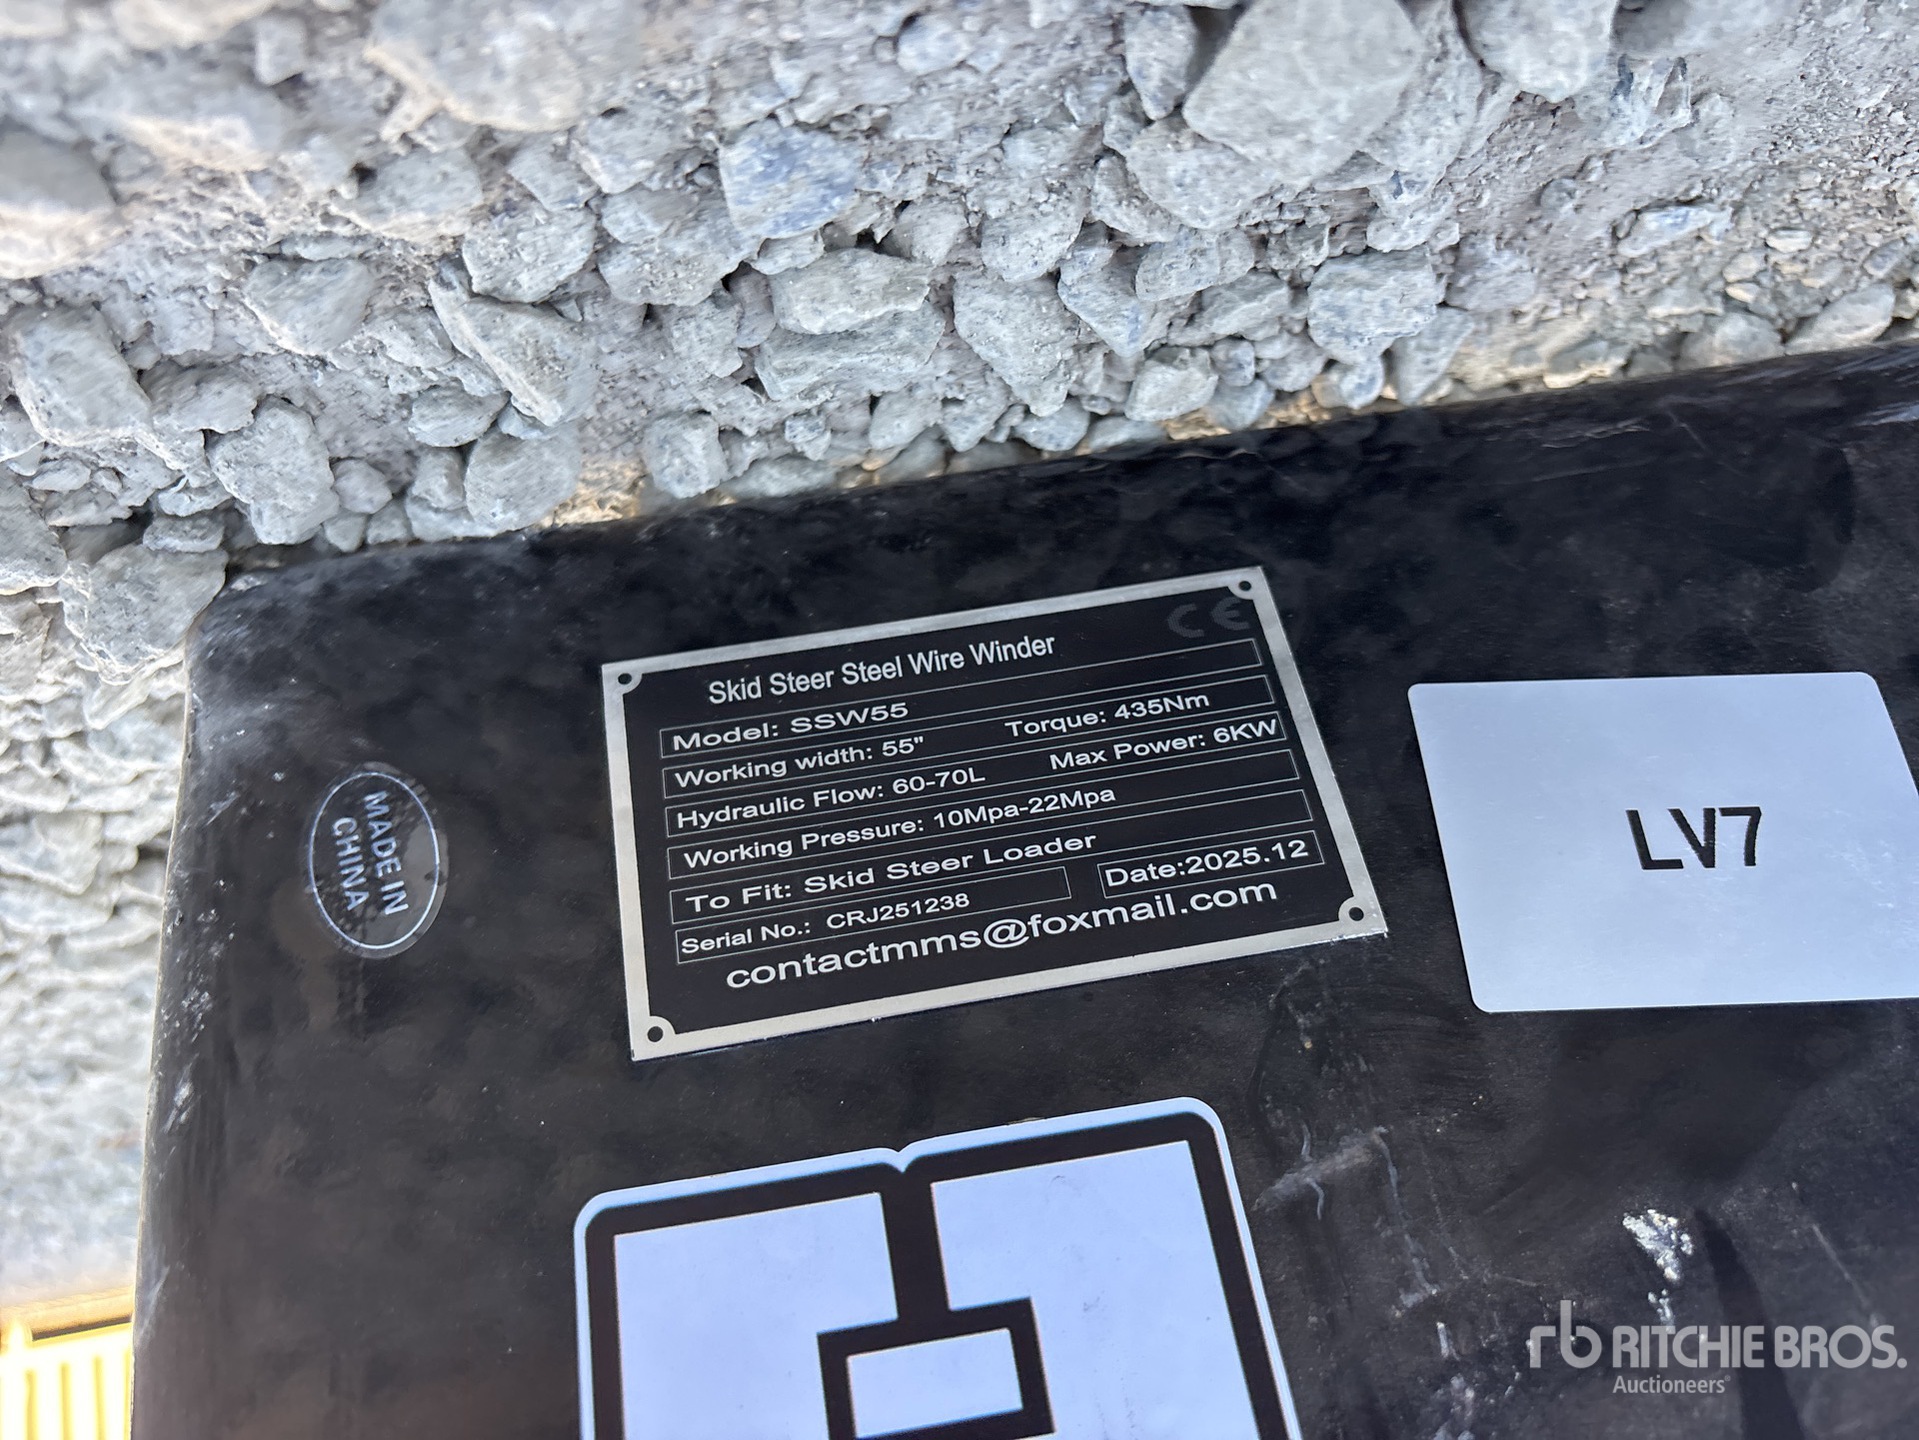 CE
Skid Steer Steel Wire Winder
Model: SSW55
Working width: 55" Torque: 435Nm
Hydraulic Flow: 60-70L Max Power: 6KW
Working Pressure: 10Mpa-22Mpa
To Fit: Skid Steer Loader
Serial No.: CRJ251238 Date:2025.12
contactmms@foxmail.com
MADE IN
CHINA
LV7
rb RITCHIE BROS.
Auctioneers